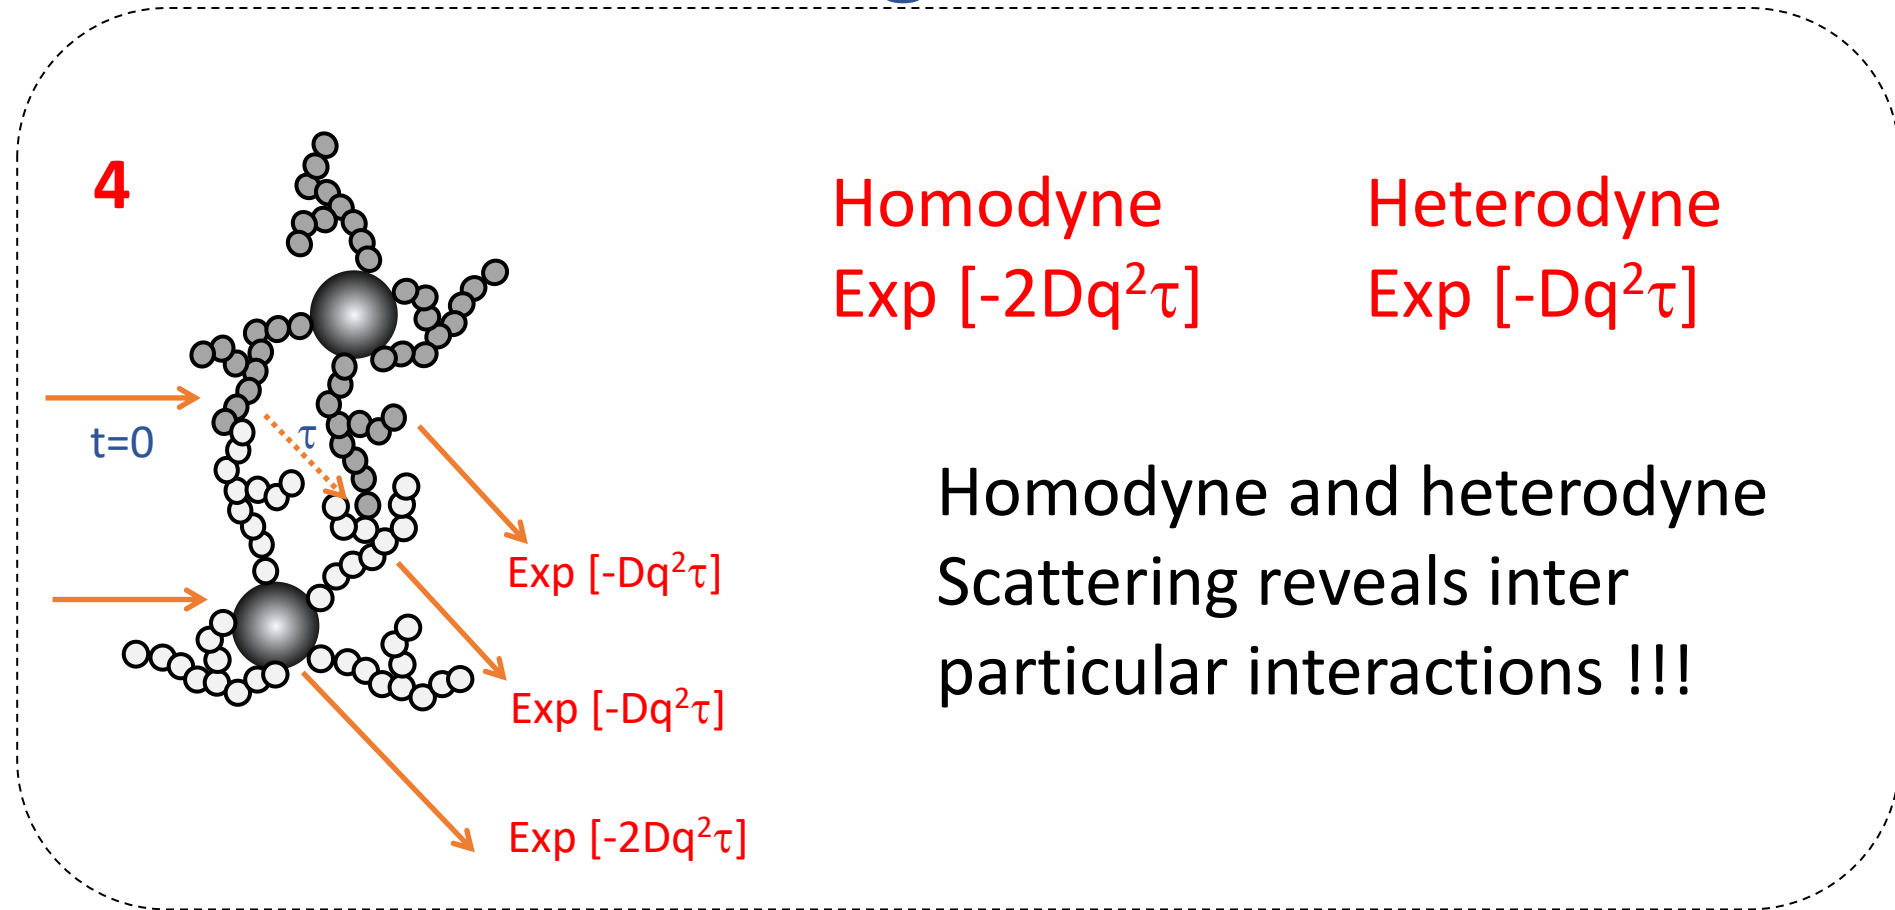 4
Homodyne
Exp [-2Dq²τ]
Heterodyne
Exp [-Dq²τ]
t=0
τ
Homodyne and heterodyne
Scattering reveals inter
particular interactions !!!
Exp [-Dq²τ]
Exp [-Dq²τ]
Exp [-2Dq²τ]